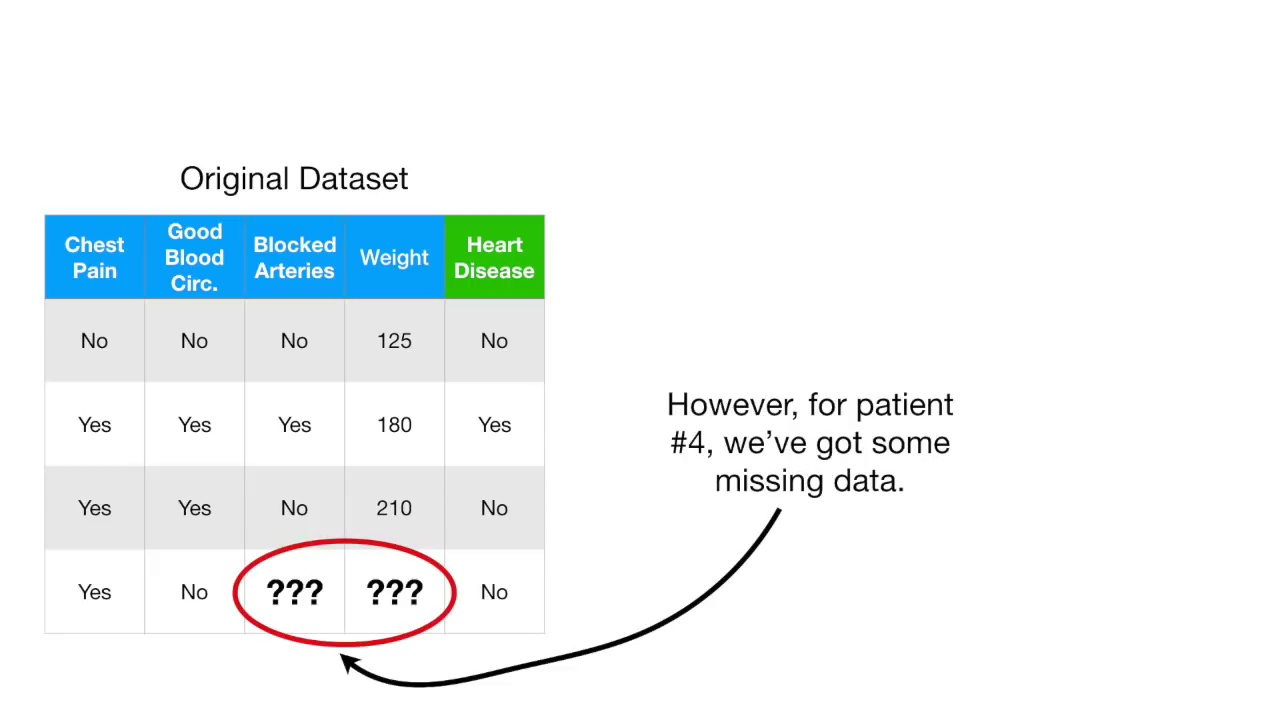 Original Dataset
Chest Pain Good Blood Circ. Blocked Arteries Weight Heart Disease
No No No 125 No
Yes Yes Yes 180 Yes
Yes Yes No 210 No
Yes No ??? ??? No
However, for patient
#4, we’ve got some
missing data.